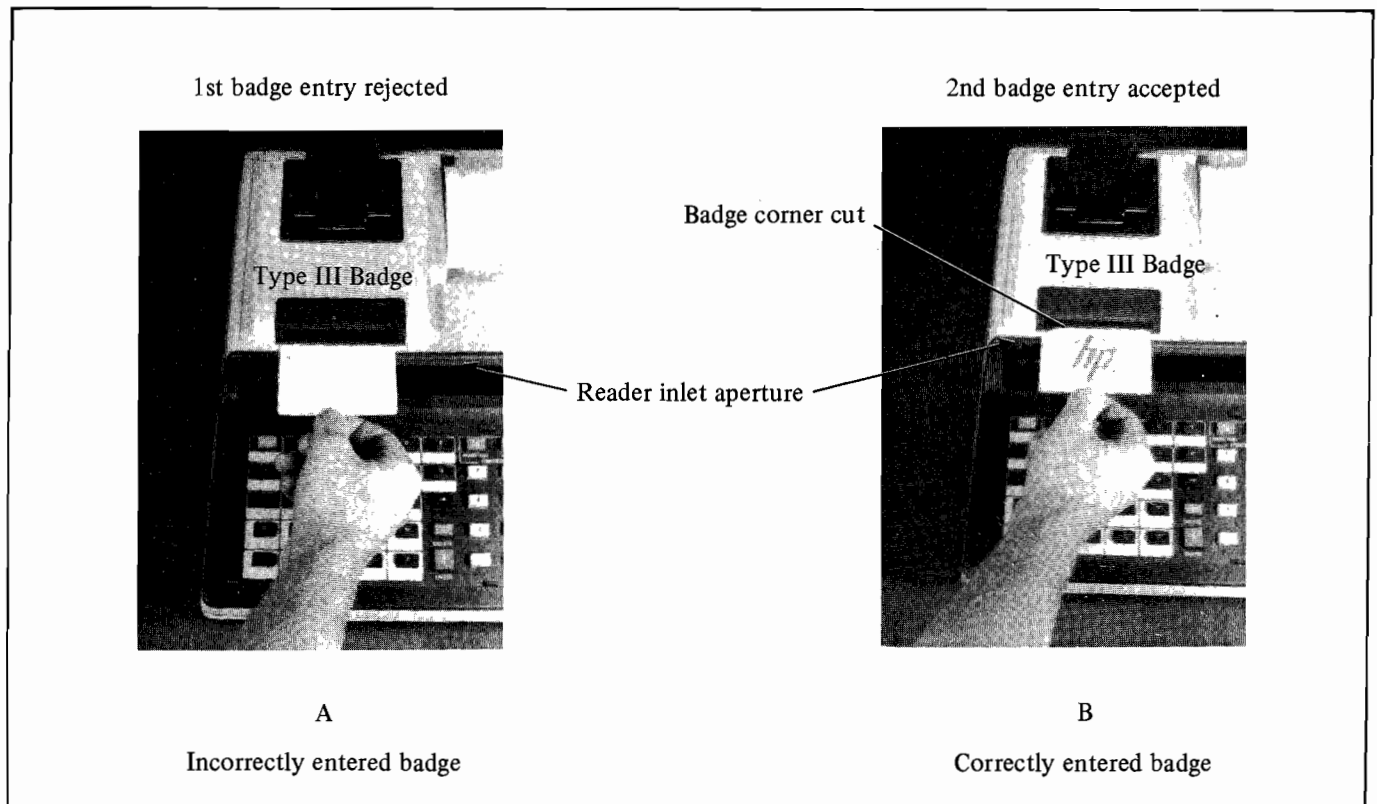 1st badge entry rejected
2nd badge entry accepted
Badge corner cut
Type III Badge
Type III Badge
hp
Reader inlet aperture
A
B
Incorrectly entered badge
Correctly entered badge